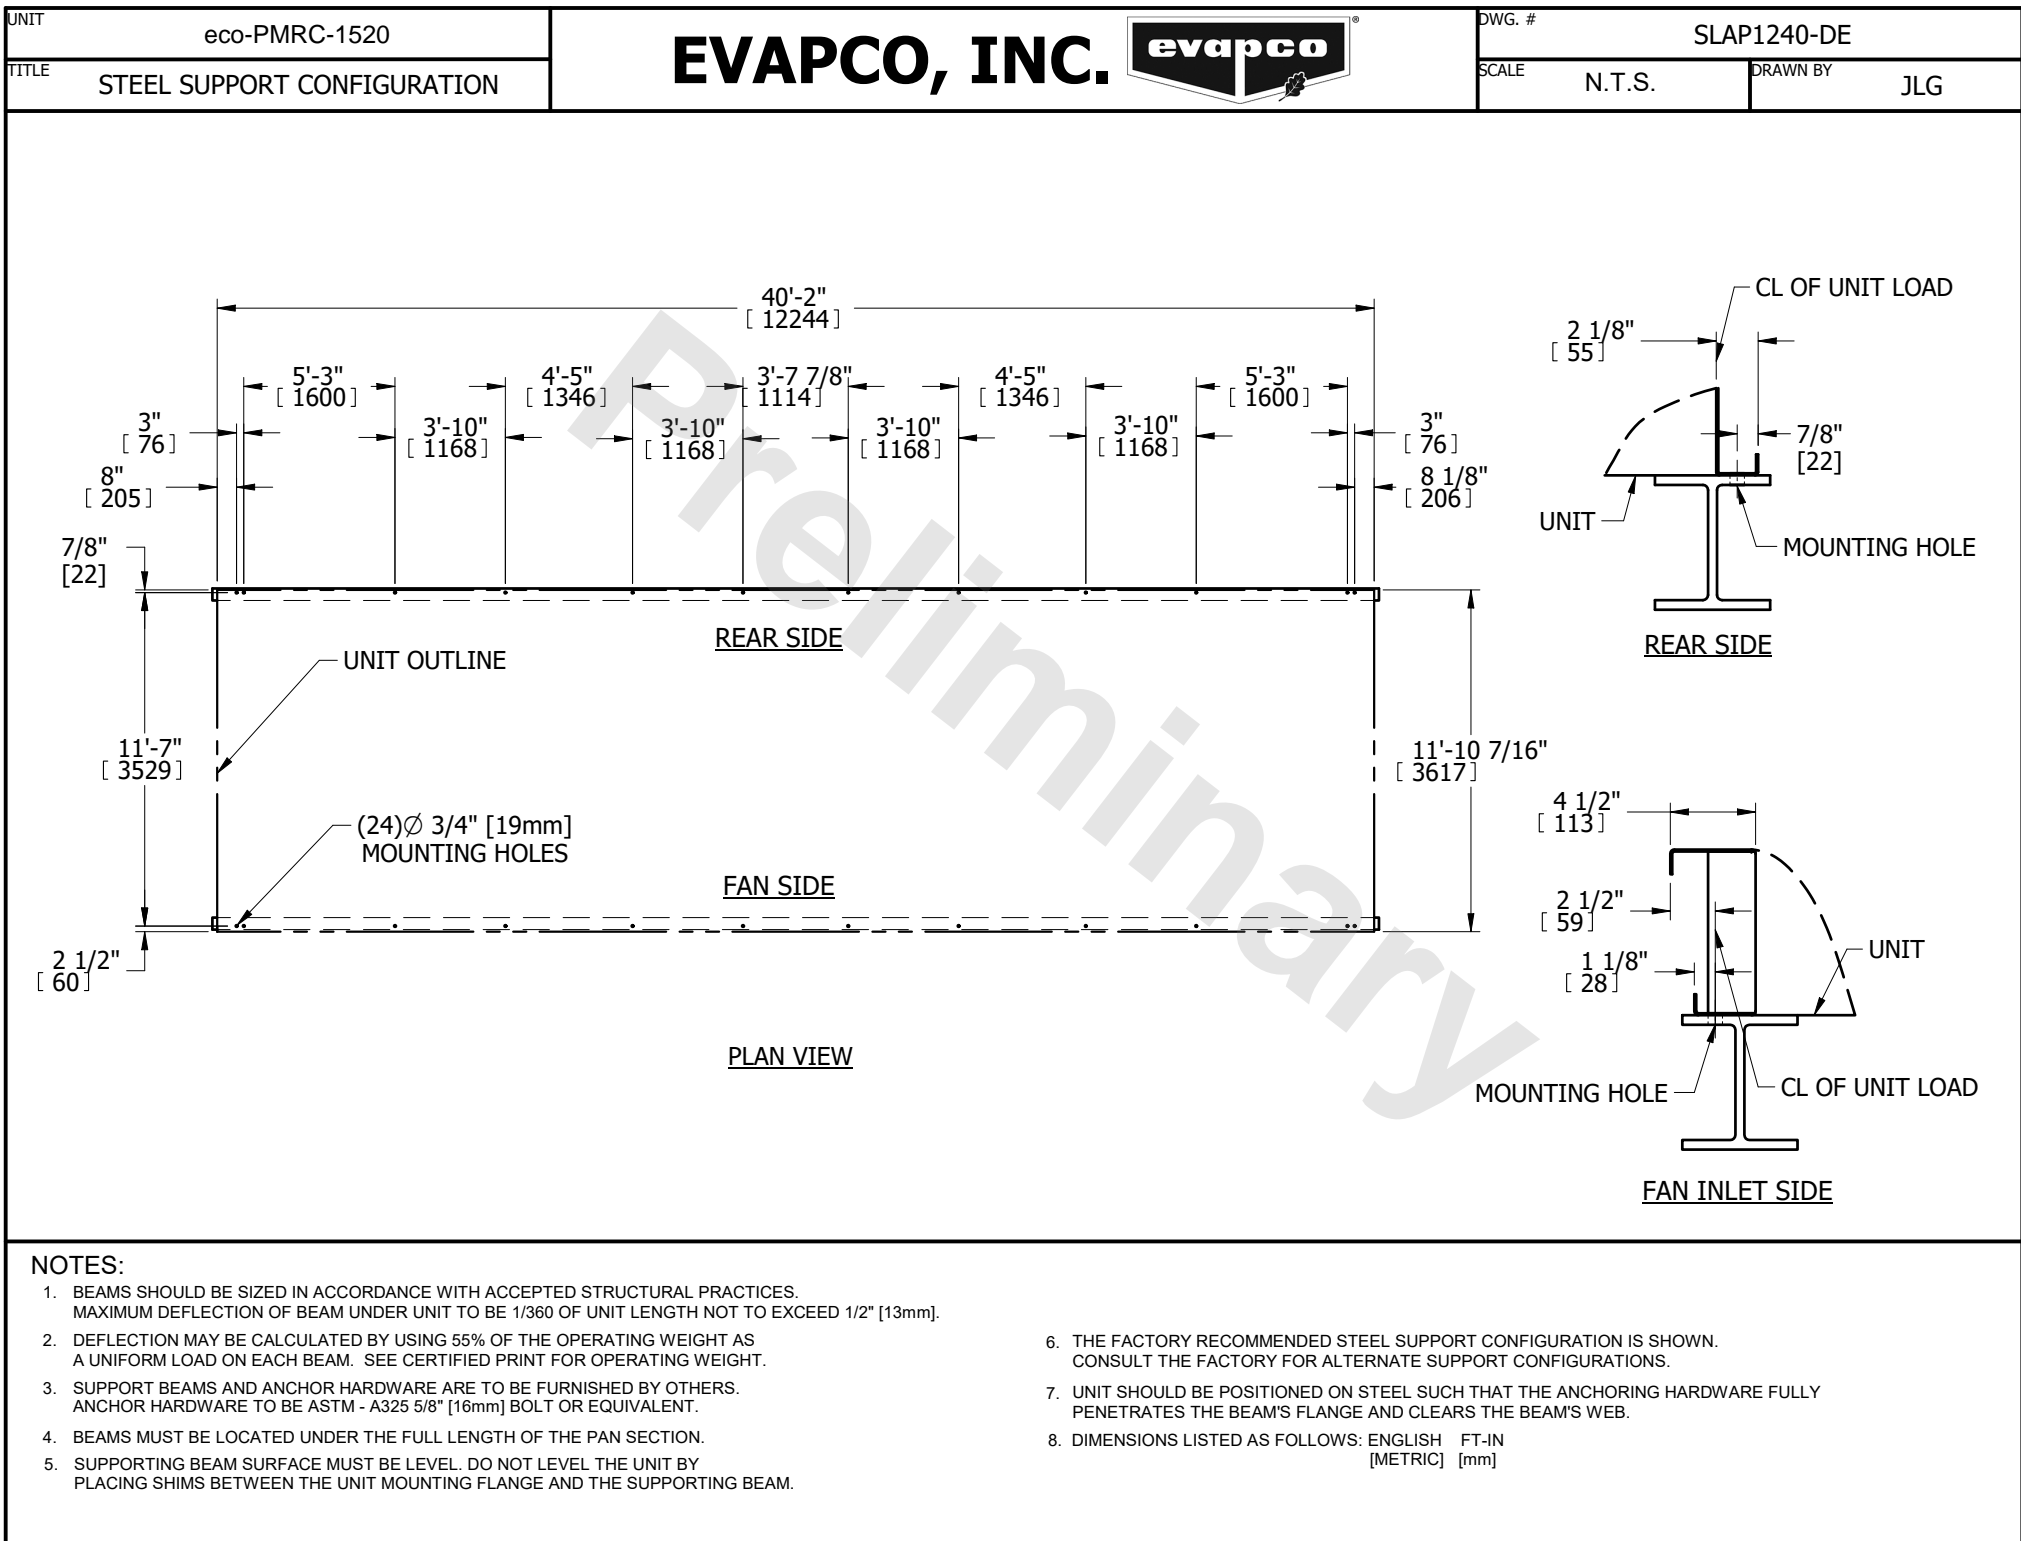 UNIT
eco-PMRC-1520
TITLE
STEEL SUPPORT CONFIGURATION
EVAPCO, INC.
evapco
®
DWG. #
SLAP1240-DE
SCALE
N.T.S.
DRAWN BY
JLG
40'-2"
[ 12244 ]
5'-3"
[ 1600 ]
4'-5"
[ 1346 ]
3'-7 7/8"
[ 1114 ]
4'-5"
[ 1346 ]
5'-3"
[ 1600 ]
3"
[ 76 ]
3'-10"
[ 1168 ]
3'-10"
[ 1168 ]
3'-10"
[ 1168 ]
3'-10"
[ 1168 ]
3"
[ 76 ]
8"
[ 205 ]
8 1/8"
[ 206 ]
7/8"
[22]
REAR SIDE
UNIT OUTLINE
11'-7"
[ 3529 ]
11'-10 7/16"
[ 3617 ]
(24)Ø 3/4" [19mm]
MOUNTING HOLES
FAN SIDE
2 1/2"
[ 60 ]
PLAN VIEW
Preliminary
CL OF UNIT LOAD
2 1/8"
[ 55 ]
7/8"
[22]
UNIT
MOUNTING HOLE
REAR SIDE
4 1/2"
[ 113 ]
2 1/2"
[ 59 ]
1 1/8"
[ 28 ]
UNIT
MOUNTING HOLE
CL OF UNIT LOAD
FAN INLET SIDE
NOTES:
1. BEAMS SHOULD BE SIZED IN ACCORDANCE WITH ACCEPTED STRUCTURAL PRACTICES.
MAXIMUM DEFLECTION OF BEAM UNDER UNIT TO BE 1/360 OF UNIT LENGTH NOT TO EXCEED 1/2" [13mm].
2. DEFLECTION MAY BE CALCULATED BY USING 55% OF THE OPERATING WEIGHT AS
A UNIFORM LOAD ON EACH BEAM. SEE CERTIFIED PRINT FOR OPERATING WEIGHT.
3. SUPPORT BEAMS AND ANCHOR HARDWARE ARE TO BE FURNISHED BY OTHERS.
ANCHOR HARDWARE TO BE ASTM - A325 5/8" [16mm] BOLT OR EQUIVALENT.
4. BEAMS MUST BE LOCATED UNDER THE FULL LENGTH OF THE PAN SECTION.
5. SUPPORTING BEAM SURFACE MUST BE LEVEL. DO NOT LEVEL THE UNIT BY
PLACING SHIMS BETWEEN THE UNIT MOUNTING FLANGE AND THE SUPPORTING BEAM.
6. THE FACTORY RECOMMENDED STEEL SUPPORT CONFIGURATION IS SHOWN.
CONSULT THE FACTORY FOR ALTERNATE SUPPORT CONFIGURATIONS.
7. UNIT SHOULD BE POSITIONED ON STEEL SUCH THAT THE ANCHORING HARDWARE FULLY
PENETRATES THE BEAM'S FLANGE AND CLEARS THE BEAM'S WEB.
8. DIMENSIONS LISTED AS FOLLOWS: ENGLISH FT-IN
[METRIC] [mm]